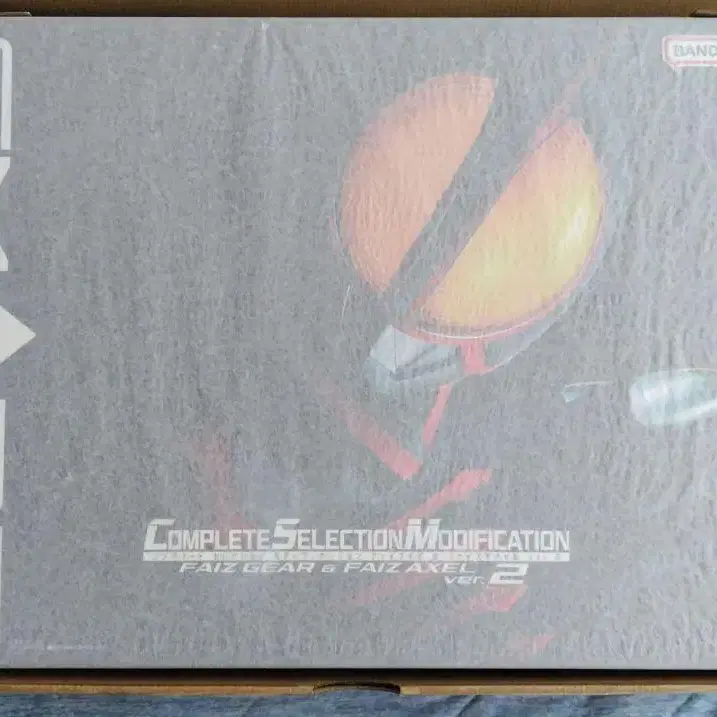 BAND
COMPLETE SELECTION MODIFICATION
FAIZ GEAR & FAIZ AXEL
ver. 2